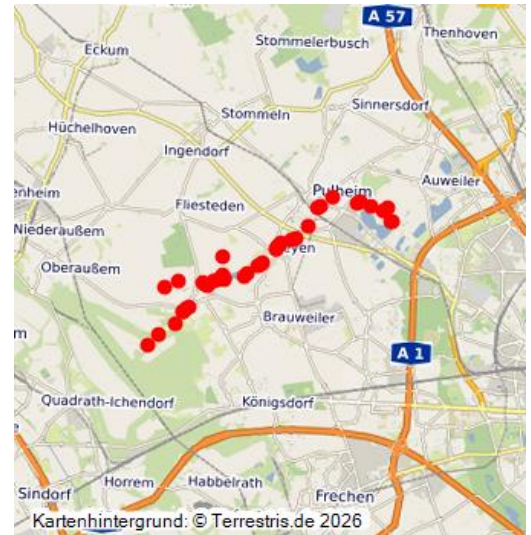 A 57
Thenhoven
Stommelerbusch
Eckum
Sinnersdorf
Stommeln
Hüchelhoven
Ingendorf
Auweiler
Pulheim
enheim
Fliesteden
Niederaußem
eyen
Oberaußem
Brauweiler
m
A 1
Quadrath-Ichendorf
Königsdorf
Horrem
Habbelrath
Sindorf
Frechen
Kartenhintergrund: © Terrestris.de 2026